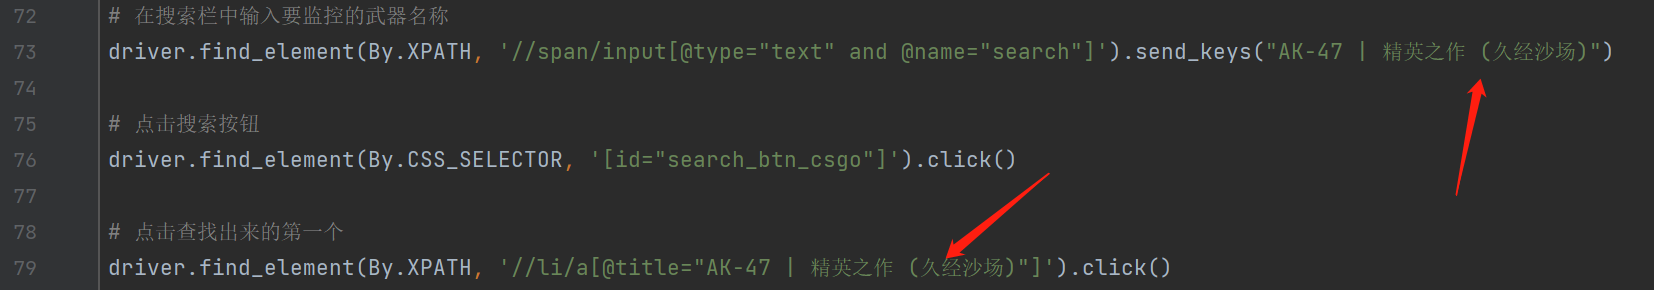 72 # 在搜索栏中输入要监控的武器名称
73 driver.find_element(By.XPATH, '//span/input[@type="text" and @name="search"]').send_keys("AK-47 | 精英之作 (久经沙场)")
74
75 # 点击搜索按钮
76 driver.find_element(By.CSS_SELECTOR, '[id="search_btn_csgo"]').click()
77
78 # 点击查找出来的第一个
79 driver.find_element(By.XPATH, '//li/a[@title="AK-47 | 精英之作 (久经沙场)"]').click()